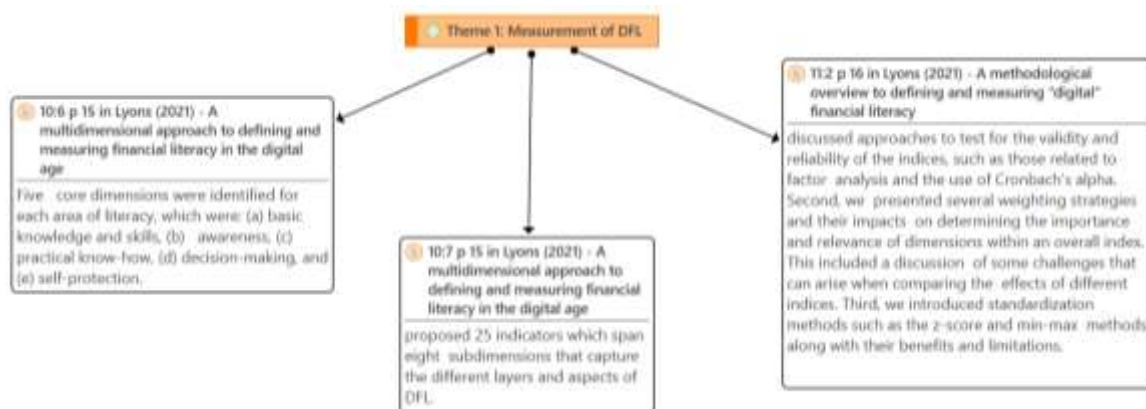 Theme 1: Measurement of DFL
10:6 p 15 in Lyons (2021) - A
multidimensional approach to defining and
measuring financial literacy in the digital
age
Five core dimensions were identified for
each area of literacy, which were: (a) basic
knowledge and skills, (b) awareness, (c)
practical know-how, (d) decision-making, and
(e) self-protection.
10:7 p 15 in Lyons (2021) - A
multidimensional approach to
defining and measuring financial
literacy in the digital age
proposed 25 indicators which span
eight subdimensions that capture
the different layers and aspects of
DFL.
11:2 p 16 in Lyons (2021) - A methodological
overview to defining and measuring "digital"
financial literacy
discussed approaches to test for the validity and
reliability of the indices, such as those related to
factor analysis and the use of Cronbach's alpha.
Second, we presented several weighting strategies
and their impacts on determining the importance
and relevance of dimensions within an overall index.
This included a discussion of some challenges that
can arise when comparing the effects of different
indices. Third, we introduced standardization
methods such as the z-score and min-max methods
along with their benefits and limitations.